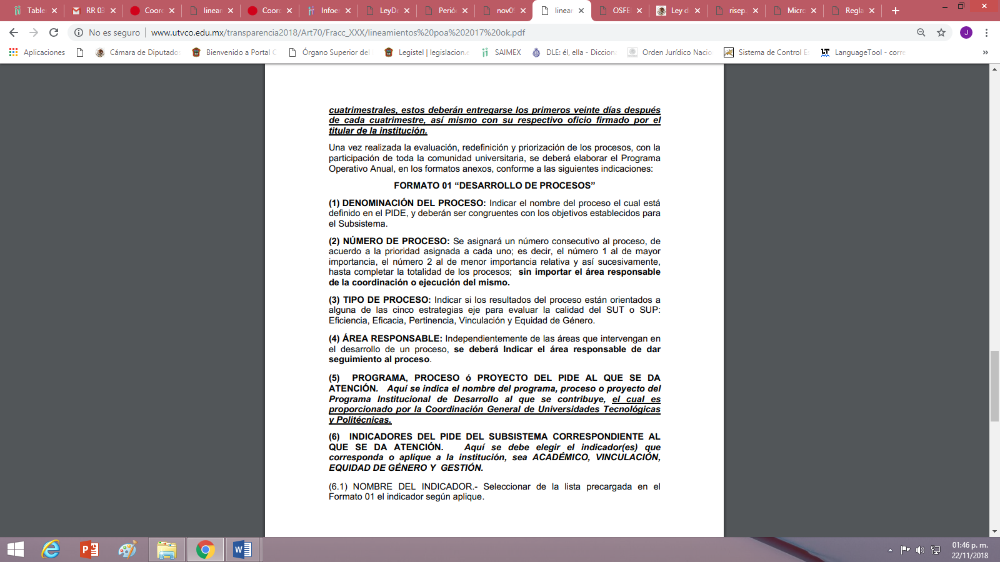 Table
RR 03
Coord
linear
Coord
Infoer
LeyDe
Perió
nov09
linear
OSFE
Ley d
risep.
Micro
Regla
No es seguro | www.utvco.edu.mx/transparencia2018/Art70/Fracc_XXX/lineamientos%20poa%202017%20ok.pdf
J
Aplicaciones
Cámara de Diputados
Bienvenido a Portal C
Órgano Superior del
Legistel | legislacion.e
SAIMEX
DLE: él, ella - Diccion
Orden Jurídico Nacio
Sistema de Control E
LanguageTool - corre
»
cuatrimestrales, estos deberán entregarse los primeros veinte días después
de cada cuatrimestre, así mismo con su respectivo oficio firmado por el
titular de la institución.
Una vez realizada la evaluación, redefinición y priorización de los procesos, con la
participación de toda la comunidad universitaria, se deberá elaborar el Programa
Operativo Anual, en los formatos anexos, conforme a las siguientes indicaciones:
FORMATO 01 “DESARROLLO DE PROCESOS”
(1) DENOMINACIÓN DEL PROCESO: Indicar el nombre del proceso el cual está
definido en el PIDE, y deberán ser congruentes con los objetivos establecidos para
el Subsistema.
(2) NÚMERO DE PROCESO: Se asignará un número consecutivo al proceso, de
acuerdo a la prioridad asignada a cada uno; es decir, el número 1 al de mayor
importancia, el número 2 al de menor importancia relativa y así sucesivamente,
hasta completar la totalidad de los procesos; sin importar el área responsable
de la coordinación o ejecución del mismo.
(3) TIPO DE PROCESO: Indicar si los resultados del proceso están orientados a
alguna de las cinco estrategias eje para evaluar la calidad del SUT o SUP:
Eficiencia, Eficacia, Pertinencia, Vinculación y Equidad de Género.
(4) ÁREA RESPONSABLE: Independientemente de las áreas que intervengan en
el desarrollo de un proceso, se deberá Indicar el área responsable de dar
seguimiento al proceso.
(5) PROGRAMA, PROCESO ó PROYECTO DEL PIDE AL QUE SE DA
ATENCIÓN. Aquí se indica el nombre del programa, proceso o proyecto del
Programa Institucional de Desarrollo al que se contribuye, el cual es
proporcionado por la Coordinación General de Universidades Tecnológicas
y Politécnicas.
(6) INDICADORES DEL PIDE DEL SUBSISTEMA CORRESPONDIENTE AL
QUE SE DA ATENCIÓN. Aquí se debe elegir el indicador(es) que
corresponda o aplique a la institución, sea ACADÉMICO, VINCULACIÓN,
EQUIDAD DE GÉNERO Y GESTIÓN.
(6.1) NOMBRE DEL INDICADOR.- Seleccionar de la lista precargada en el
Formato 01 el indicador según aplique.
01:46 p. m.
22/11/2018